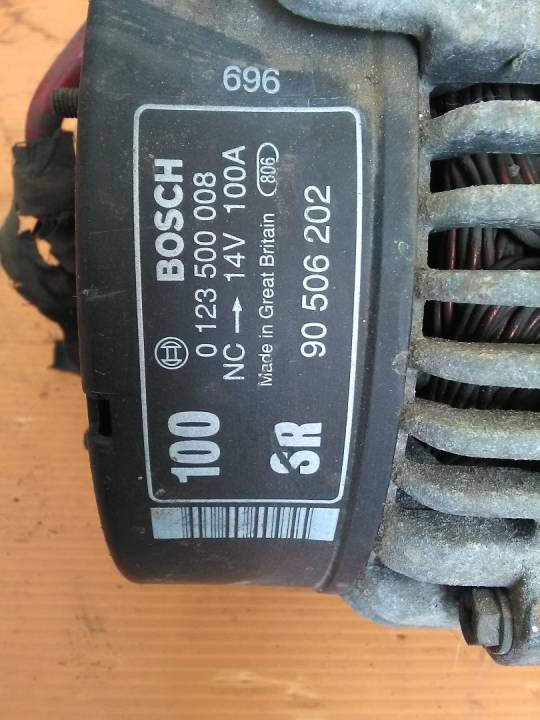 696
BOSCH
0 123 500 008
NC → 14V 100A
Made in Great Britain 806
90 506 202
100
SR